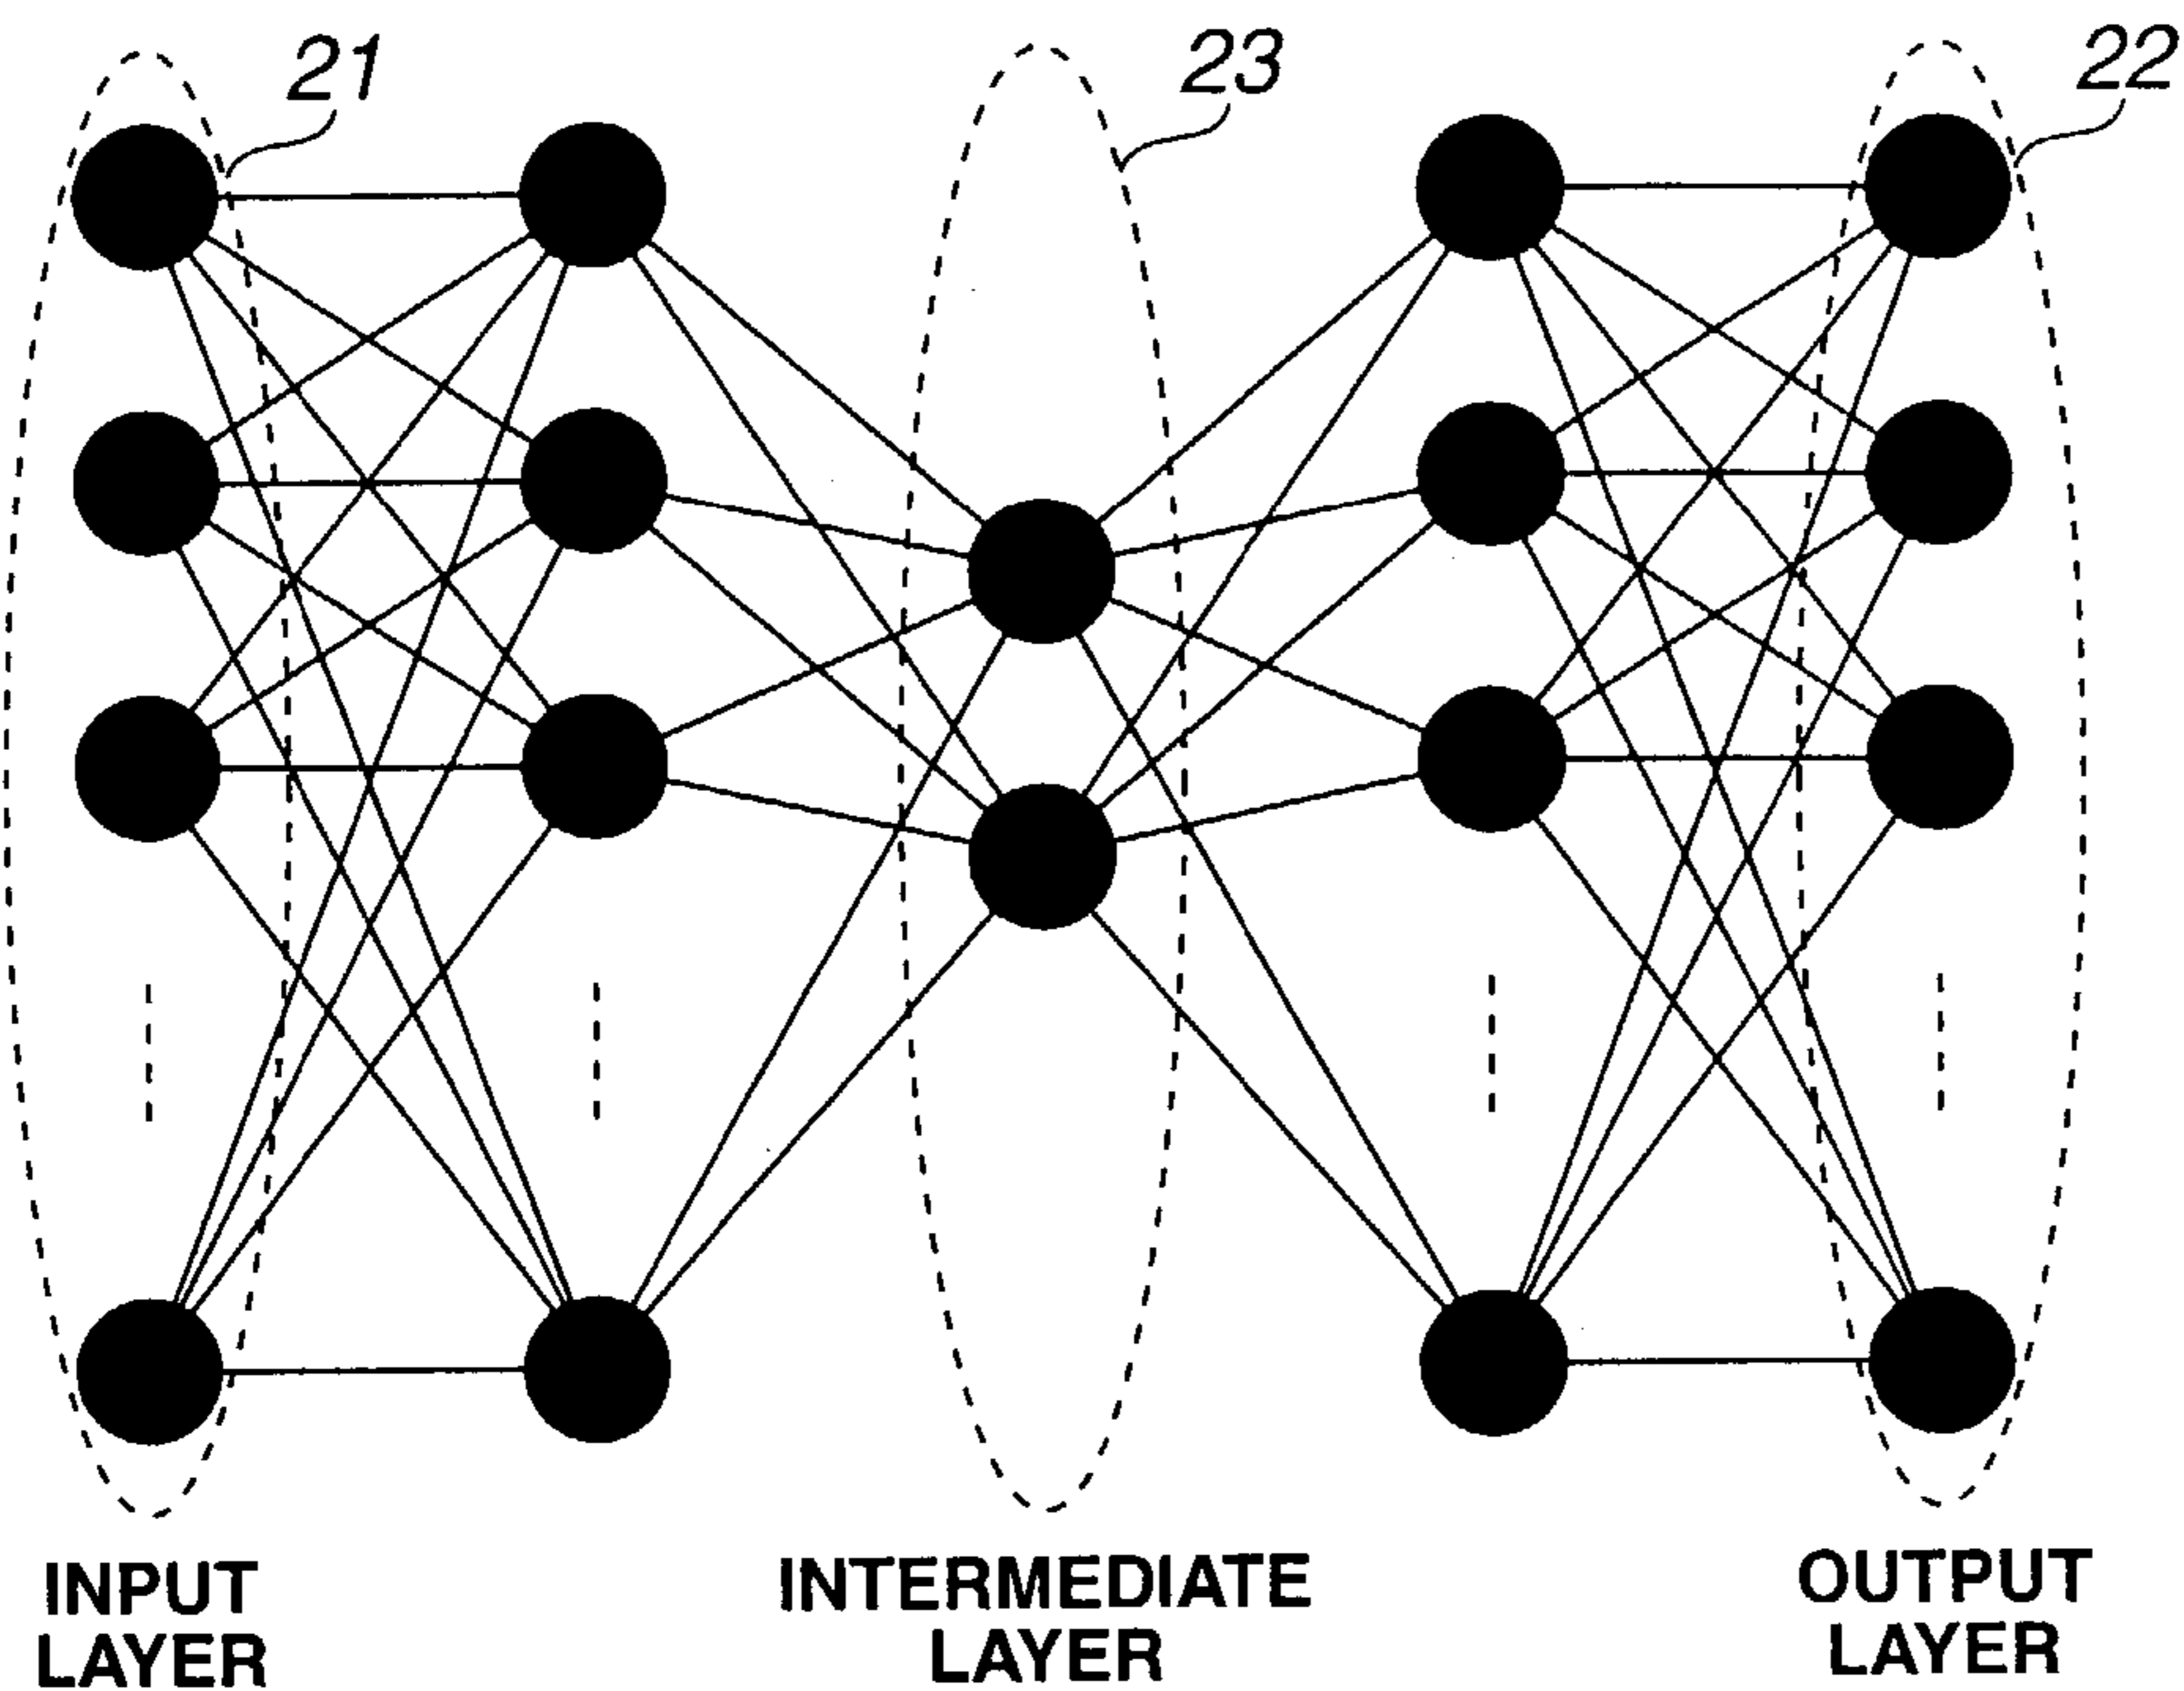 21
23
22
INPUT
LAYER
INTERMEDIATE
LAYER
OUTPUT
LAYER